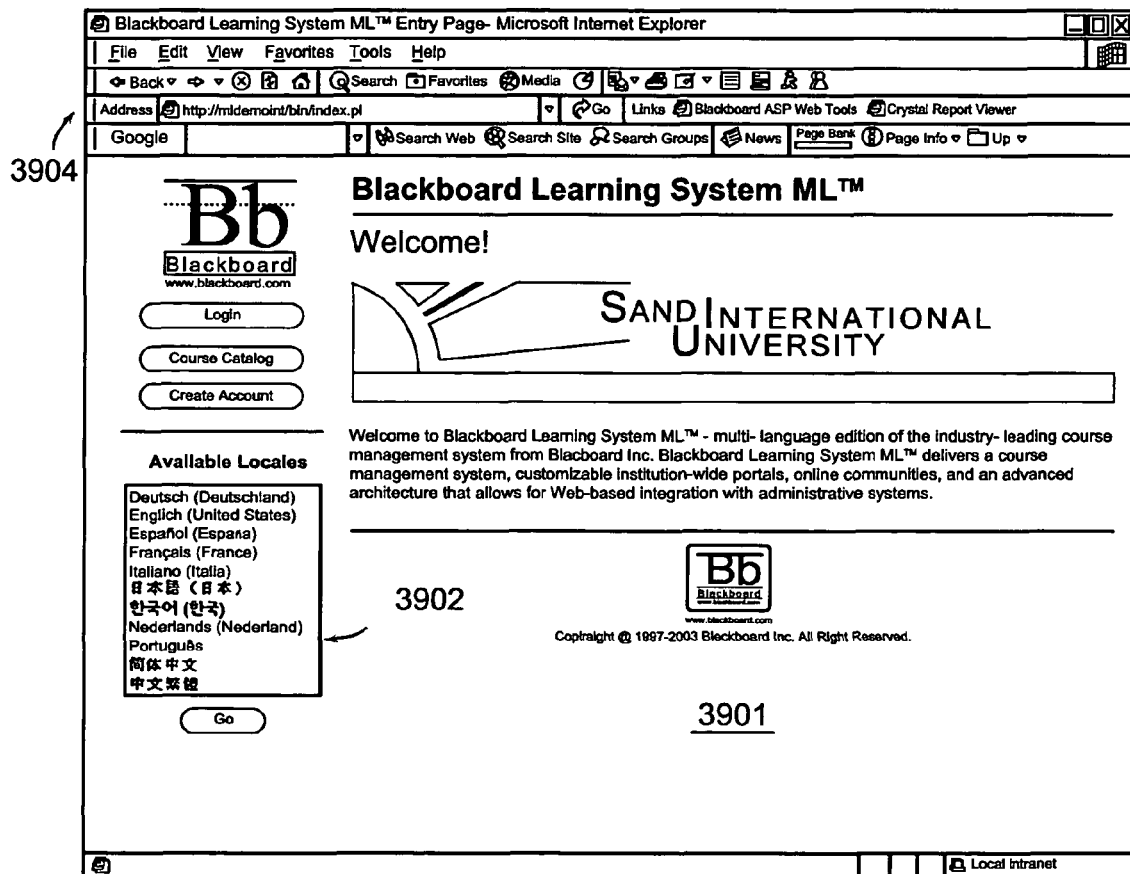 Blackboard Learning System ML™ Entry Page- Microsoft Internet Explorer
File Edit View Favorites Tools Help
Back Search Favorites Media
Address http://mldemoint/bin/index.pl Go Links Blackboard ASP Web Tools Crystal Report Viewer
Google Search Web Search Site Search Groups News Page Bank Page Info Up
3904
Bb
Blackboard
www.blackboard.com
Login
Course Catalog
Create Account
Available Locales
Deutsch (Deutschland)
Englich (United States)
Español (Espana)
Français (France)
Italiano (Italia)
日本語（日本）
한국어 (한국)
Nederlands (Nederland)
Português
简体中文
中文繁體
Go
3902
Blackboard Learning System ML™
Welcome!
SAND INTERNATIONAL
UNIVERSITY
Welcome to Blackboard Learning System ML™ - multi- language edition of the industry- leading course
management system from Blacboard Inc. Blackboard Learning System ML™ delivers a course
management system, customizable institution-wide portals, online communities, and an advanced
architecture that allows for Web-based integration with administrative systems.
Bb
Blackboard
www.blackboard.com
Coptraight @ 1997-2003 Bleckboard Inc. All Right Reserved.
3901
Local Intranet